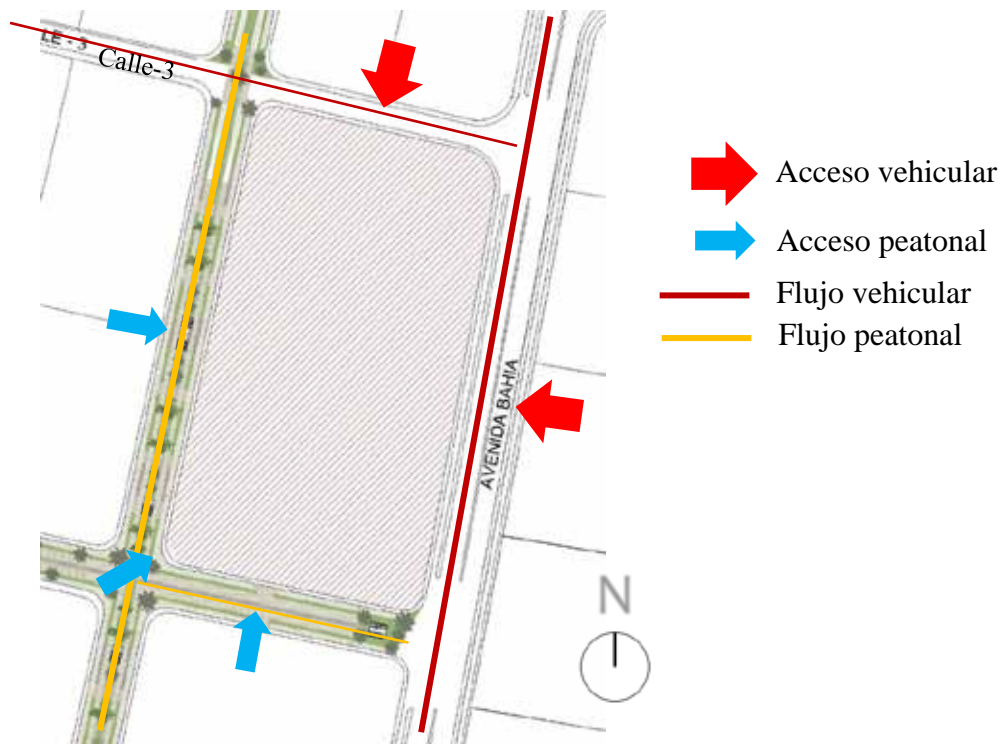 LE - 3
Calle-3
Acceso vehicular
Acceso peatonal
Flujo vehicular
Flujo peatonal
AVENIDA BAHIA
N